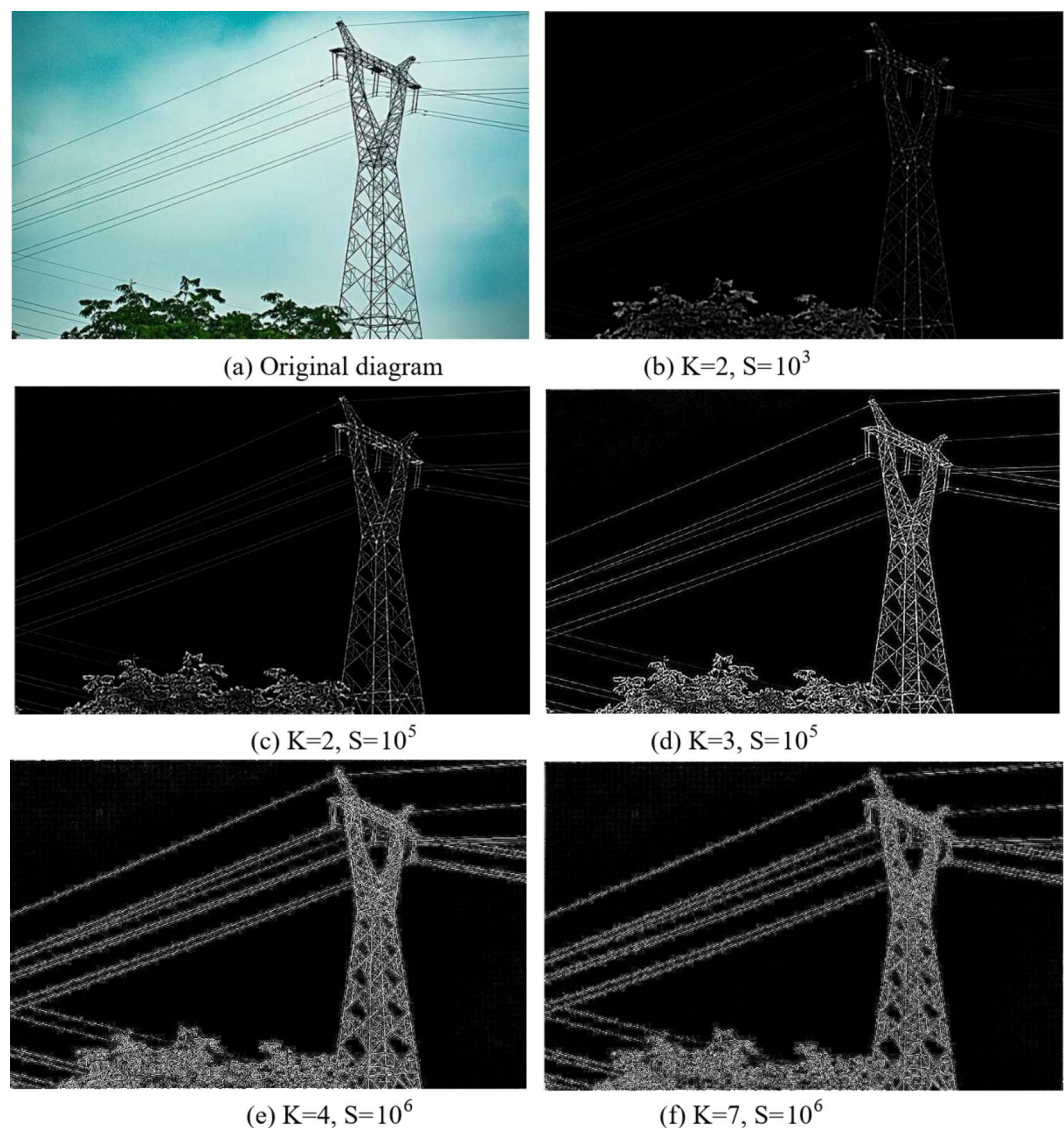 (a) Original diagram
(b) K=2, S=10³
(c) K=2, S=10⁵
(d) K=3, S=10⁵
(e) K=4, S=10⁶
(f) K=7, S=10⁶